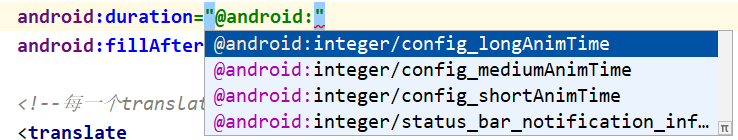 android:duration="@android:"
android:fillAfter
@android:integer/config_longAnimTime
@android:integer/config_mediumAnimTime
<!--每一个translat
@android:integer/config_shortAnimTime
<translate
@android:integer/status_bar_notification_inf…
π